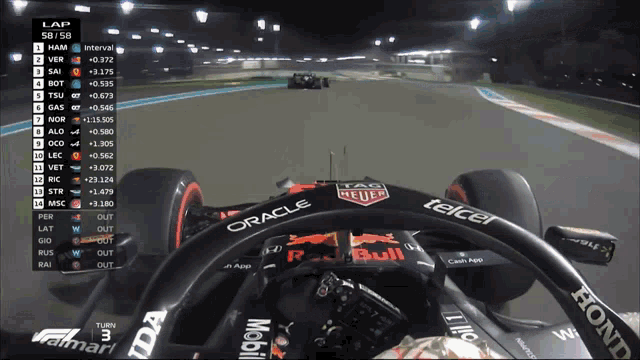 LAP
58 / 58
1 HAM Interval
2 VER +0.372
3 SAI +3.175
4 BOT +0.535
5 TSU +0.673
6 GAS +0.546
7 NOR +1:15.505
8 ALO +0.580
9 OCO +1.305
10 LEC +0.562
11 VET +3.072
12 RIC +23.124
13 STR +1.479
14 MSC +3.180
PER OUT
LAT OUT
GIO OUT
RUS OUT
RAI OUT
TAG
HEUER
ORACLE
telcel
Red Bull
Cash App
Cash App
HONDA
Mobil
1
HONDA
F1
TURN
3